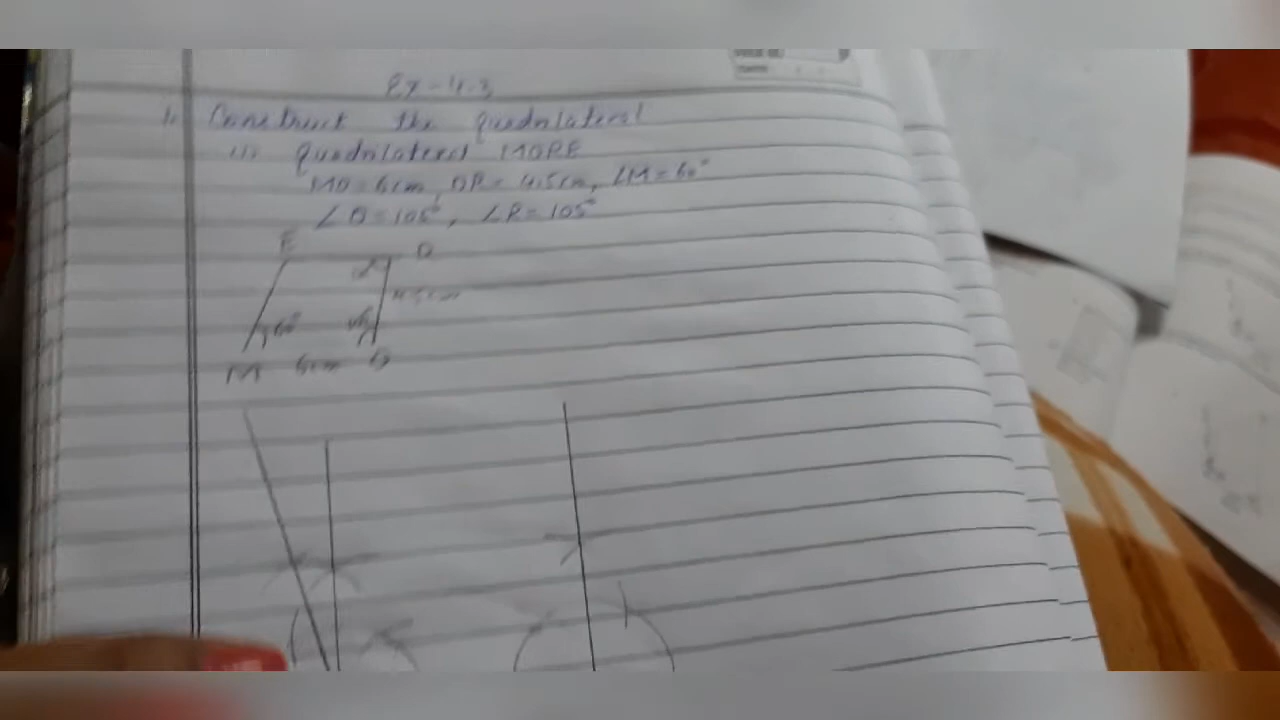 Ex - 4.3
1. Construct the quadrilateral
(i) Quadrilateral MORE
MO = 6cm, OR = 4.5cm, ∠M = 60°
∠O = 105°, ∠R = 105°
E
4.5cm
60°
M 6cm O